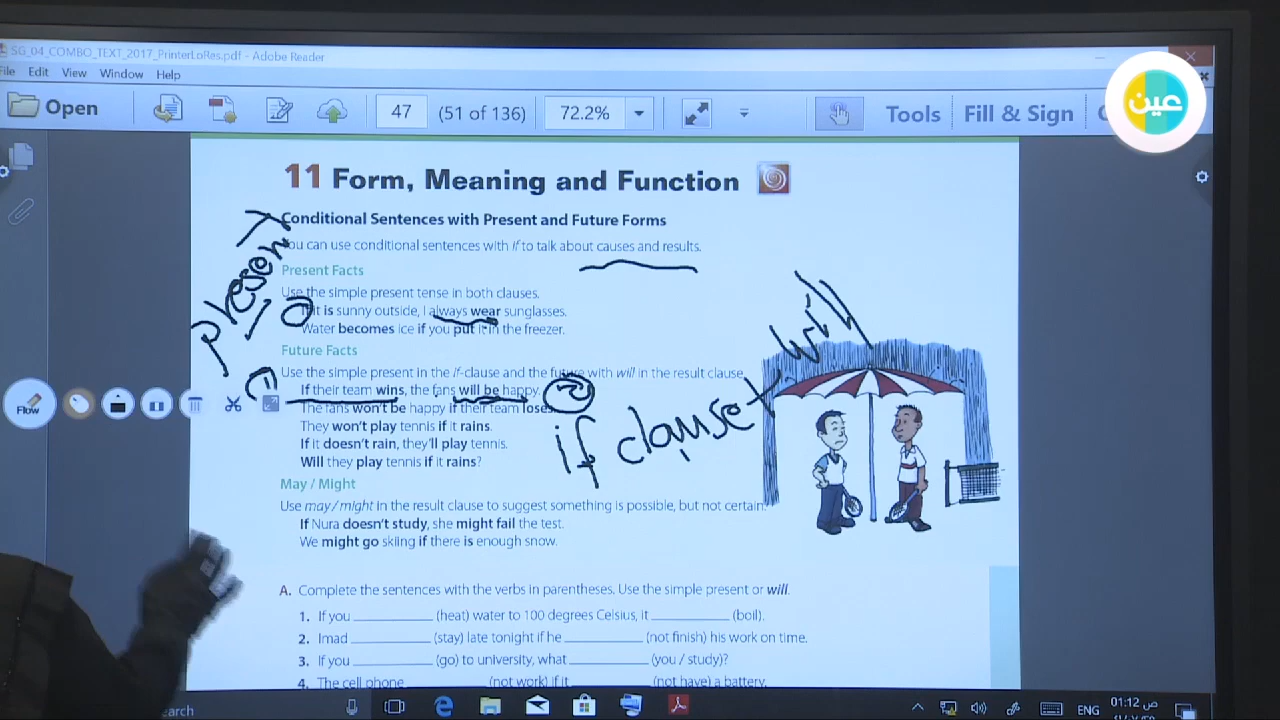 SG_04_COMBO_TEXT_2017_PrinterLoRes.pdf - Adobe Reader
File Edit View Window Help
عين
Open 47 (51 of 136) 72.2% Tools Fill & Sign
11 Form, Meaning and Function
Conditional Sentences with Present and Future Forms
You can use conditional sentences with if to talk about causes and results.
Present Facts
Use the simple present tense in both clauses.
If it is sunny outside, I always wear sunglasses.
Water becomes ice if you put it in the freezer.
present
Future Facts
Use the simple present in the if-clause and the future with will in the result clause.
If their team wins, the fans will be happy.
The fans won't be happy if their team loses.
They won't play tennis if it rains.
If it doesn't rain, they'll play tennis.
Will they play tennis if it rains?
if clause + will
May / Might
Use may/might in the result clause to suggest something is possible, but not certain.
If Nura doesn't study, she might fail the test.
We might go skiing if there is enough snow.
A. Complete the sentences with the verbs in parentheses. Use the simple present or will.
1. If you ________ (heat) water to 100 degrees Celsius, it ________ (boil).
2. Imad ________ (stay) late tonight if he ________ (not finish) his work on time.
3. If you ________ (go) to university, what ________ (you / study)?
4. The cell phone ________ (not work) if it ________ (not have) a battery.
Flow
earch
ENG
01:12 ص